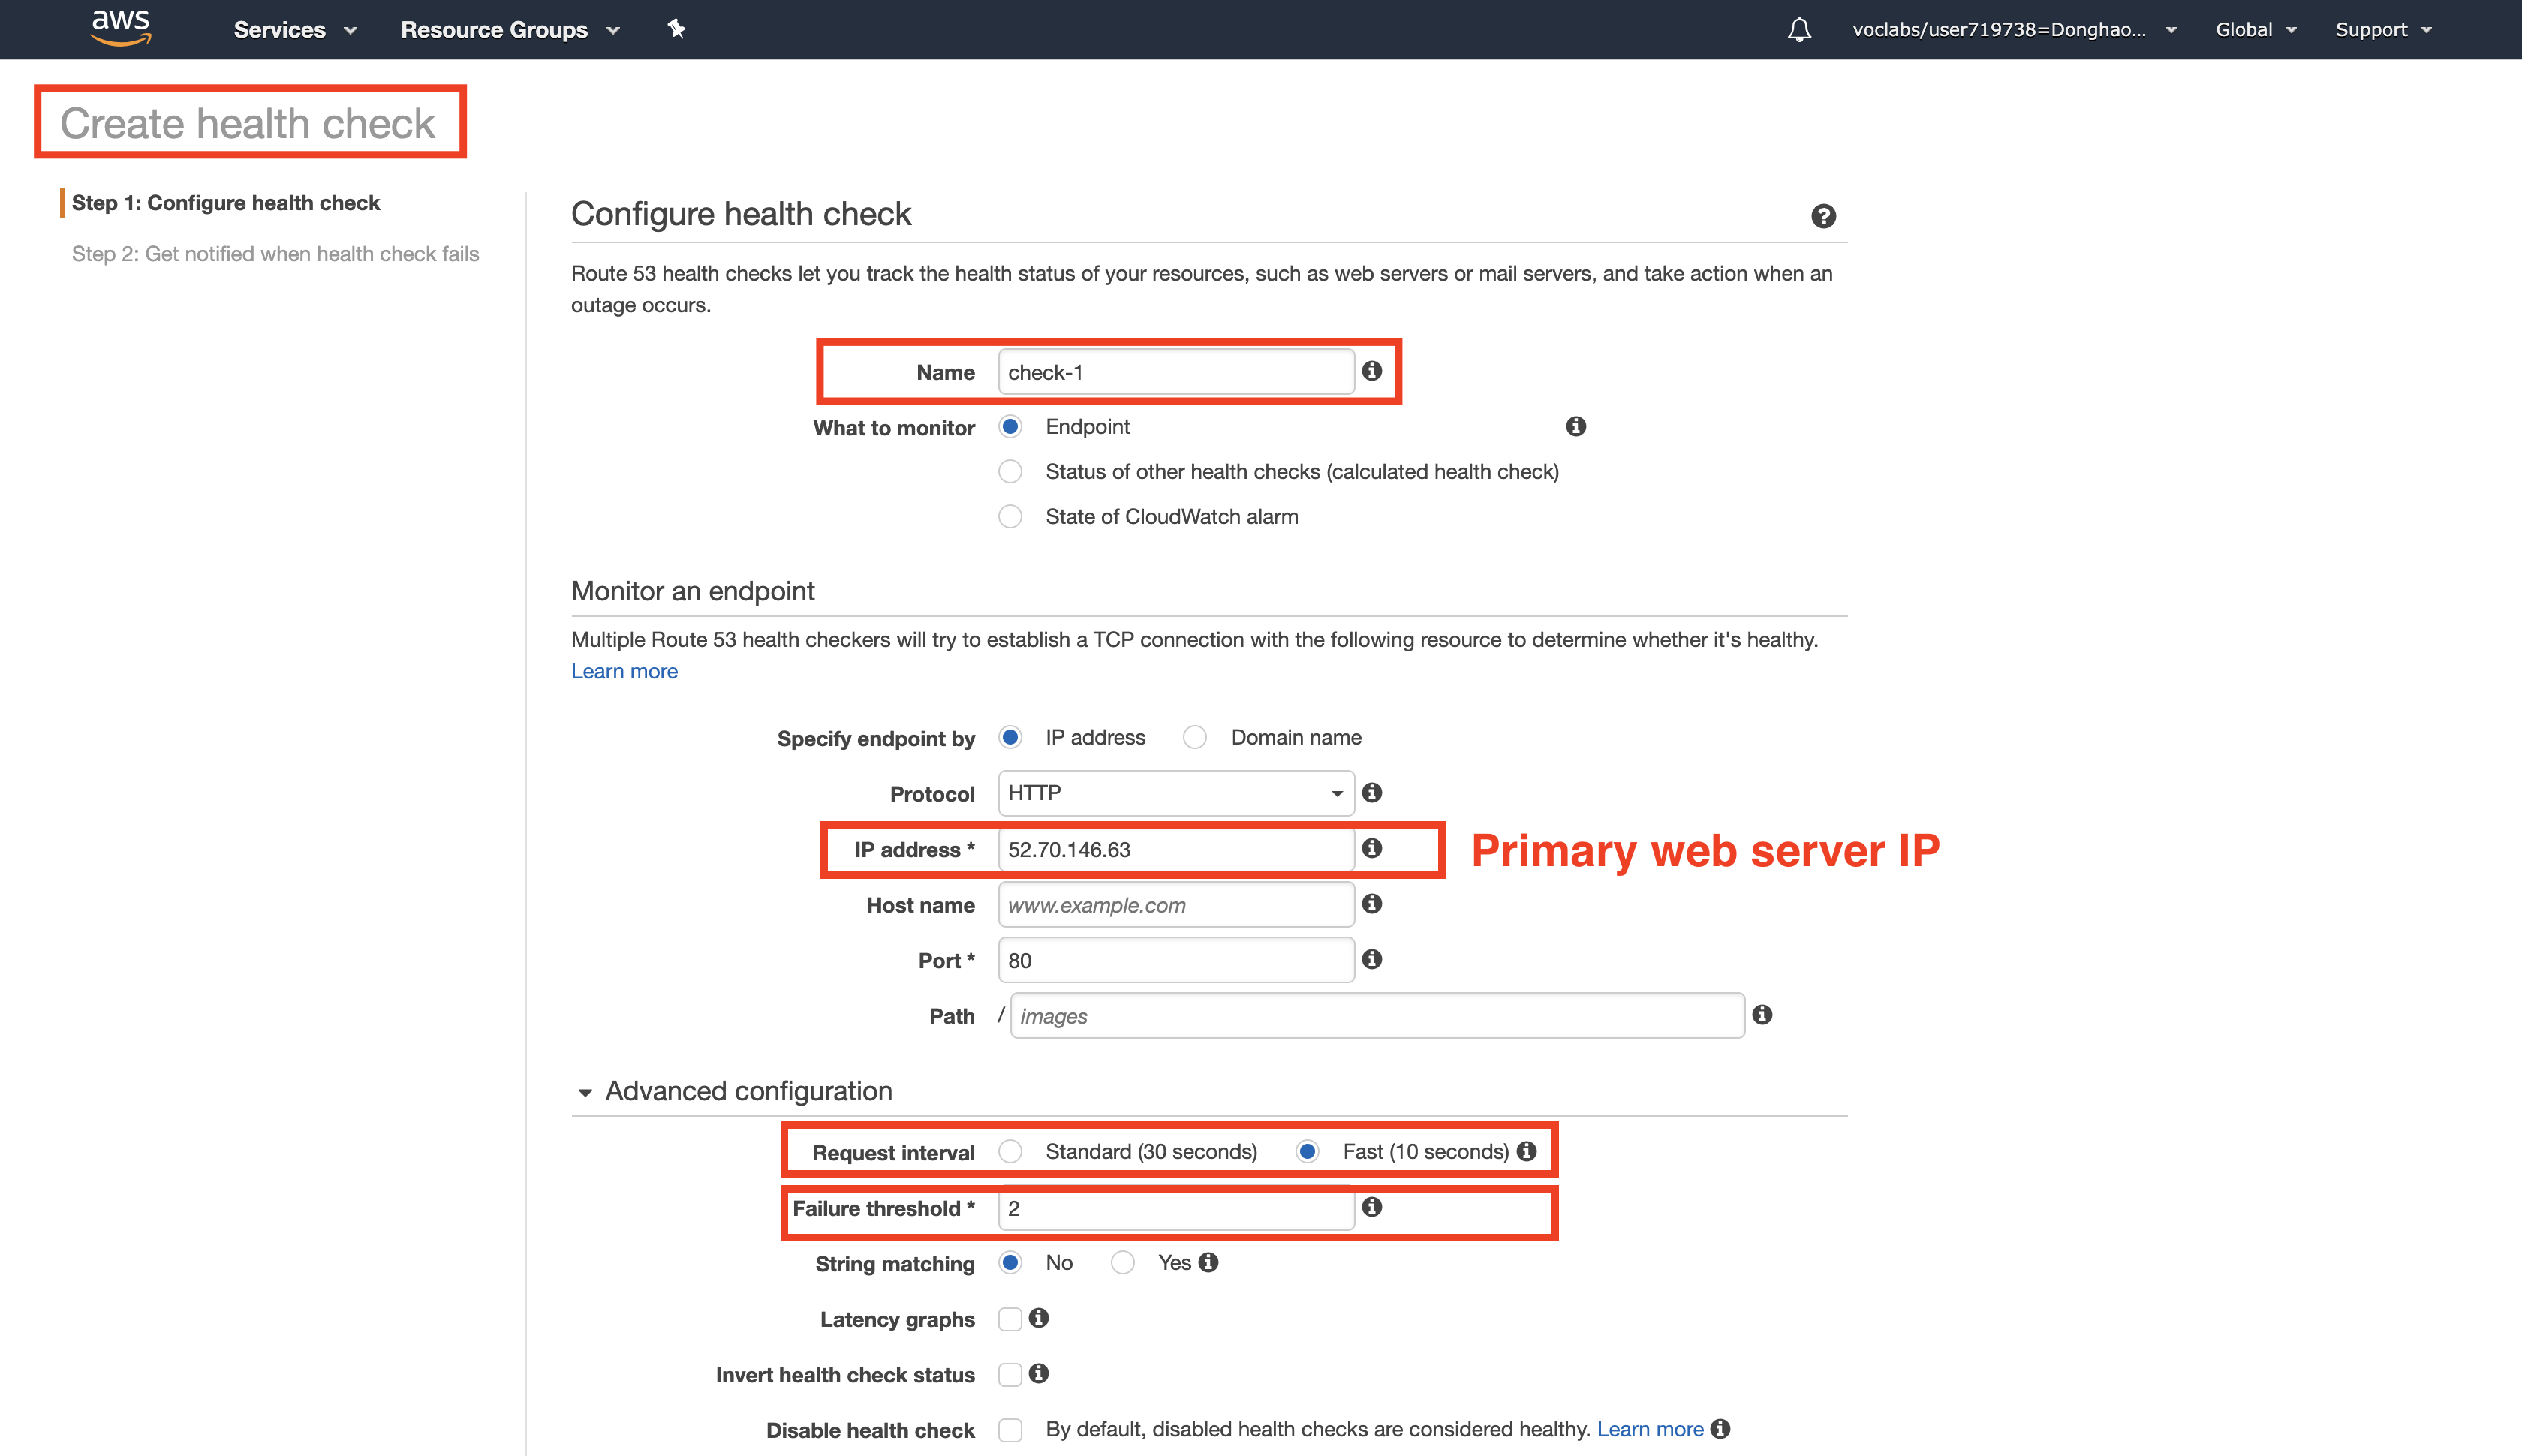 aws Services Resource Groups voclabs/user719738=Donghao... Global Support
Create health check
Step 1: Configure health check
Step 2: Get notified when health check fails
Configure health check
Route 53 health checks let you track the health status of your resources, such as web servers or mail servers, and take action when an
outage occurs.
Name check-1
What to monitor Endpoint
Status of other health checks (calculated health check)
State of CloudWatch alarm
Monitor an endpoint
Multiple Route 53 health checkers will try to establish a TCP connection with the following resource to determine whether it's healthy.
Learn more
Specify endpoint by IP address Domain name
Protocol HTTP
IP address * 52.70.146.63 Primary web server IP
Host name www.example.com
Port * 80
Path / images
Advanced configuration
Request interval Standard (30 seconds) Fast (10 seconds)
Failure threshold * 2
String matching No Yes
Latency graphs
Invert health check status
Disable health check By default, disabled health checks are considered healthy. Learn more